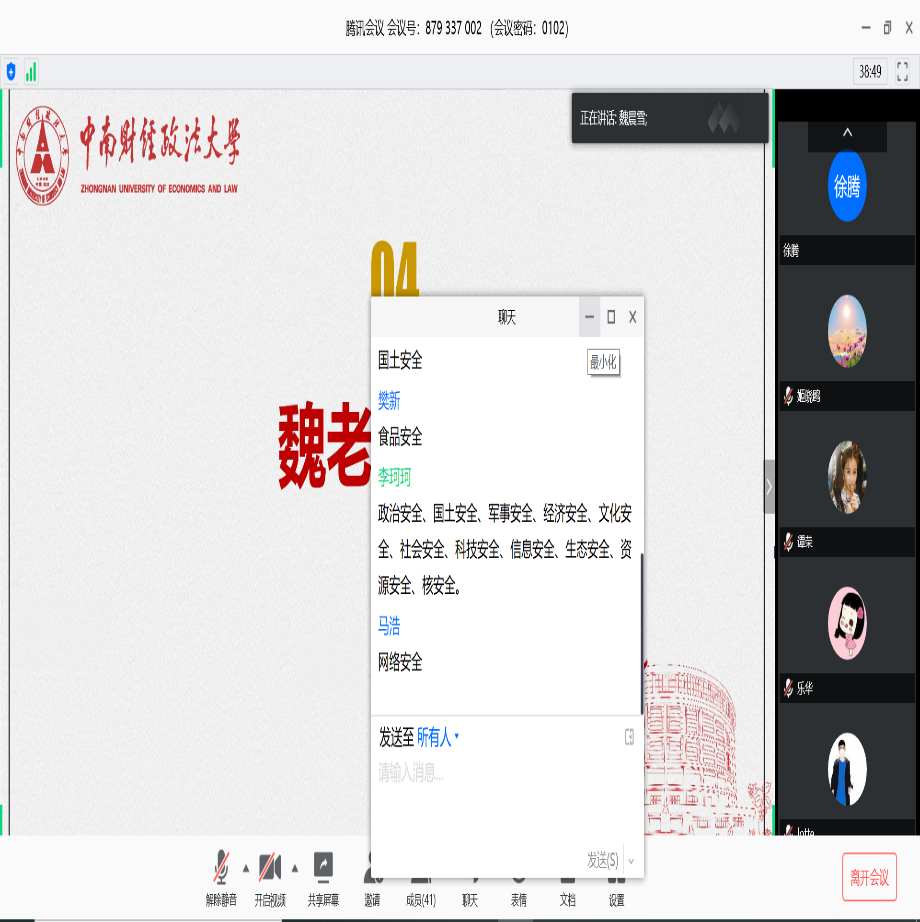 腾讯会议 会议号：879 337 002 （会议密码：0102）
38:49
中南财经政法大学
ZHONGNAN UNIVERSITY OF ECONOMICS AND LAW
正在讲话: 魏晨雪;
徐腾
徐腾
04
聊天
最小化
国土安全
樊新
食品安全
李珂珂
政治安全、国土安全、军事安全、经济安全、文化安
全、社会安全、科技安全、信息安全、生态安全、资
源安全、核安全。
马浩
网络安全
魏老
谭荣
乐华
lotte
发送至 所有人
请输入消息...
发送(S)
解除静音
开启视频
共享屏幕
邀请
成员(41)
聊天
表情
文档
设置
离开会议